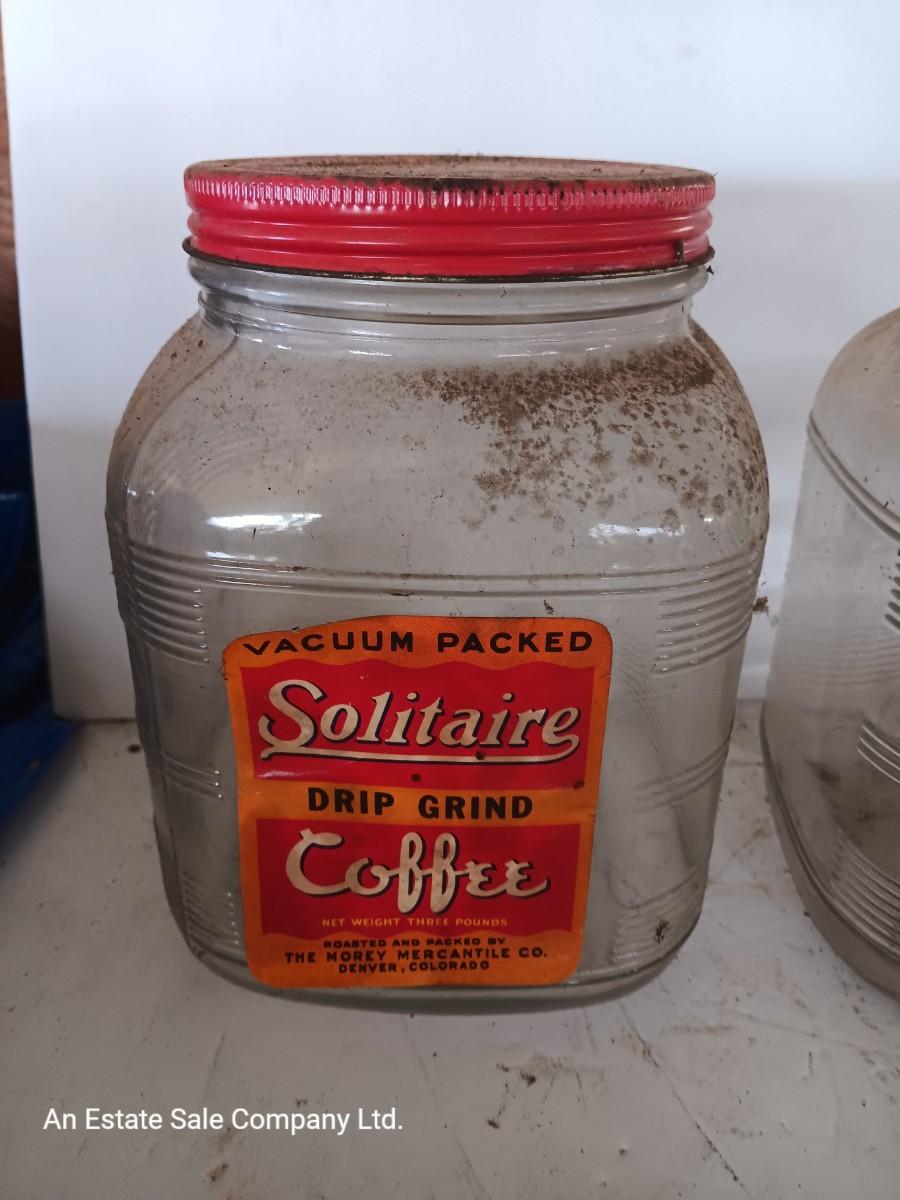 VACUUM PACKED
Solitaire
DRIP GRIND
Coffee
NET WEIGHT THREE POUNDS
ROASTED AND PACKED BY
THE MOREY MERCANTILE CO.
DENVER, COLORADO
An Estate Sale Company Ltd.